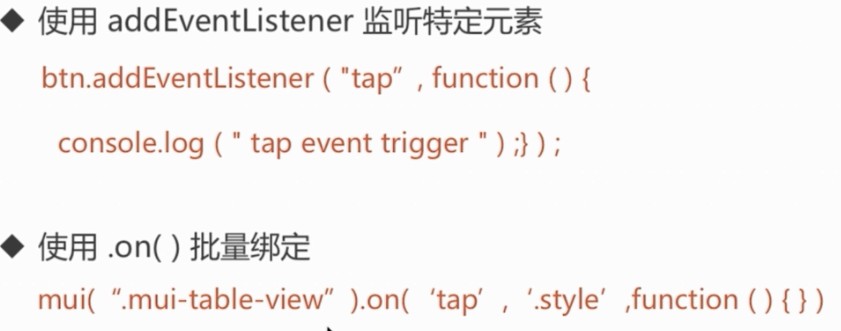 ◆ 使用 addEventListener 监听特定元素
btn.addEventListener ( "tap” , function ( ) {
console.log ( " tap event trigger " ) ;} ) ;
◆ 使用 .on( ) 批量绑定
mui( “.mui-table-view” ).on( ‘tap’ , ‘.style’ ,function ( ) { } )